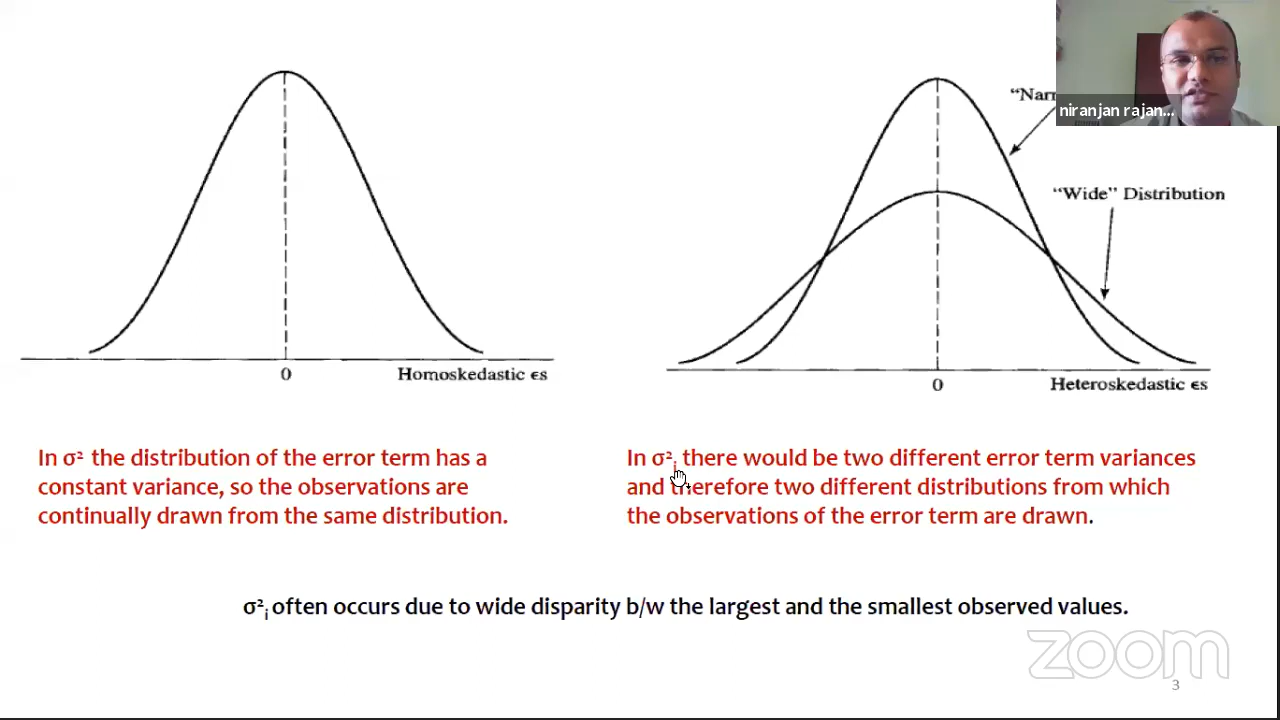 “Narr
niranjan rajan...
“Wide” Distribution
0
Homoskedastic ϵs
0
Heteroskedastic ϵs
In σ² the distribution of the error term has a
constant variance, so the observations are
continually drawn from the same distribution.
In σ²ᵢ there would be two different error term variances
and therefore two different distributions from which
the observations of the error term are drawn.
σ²ᵢ often occurs due to wide disparity b/w the largest and the smallest observed values.
zoom
3